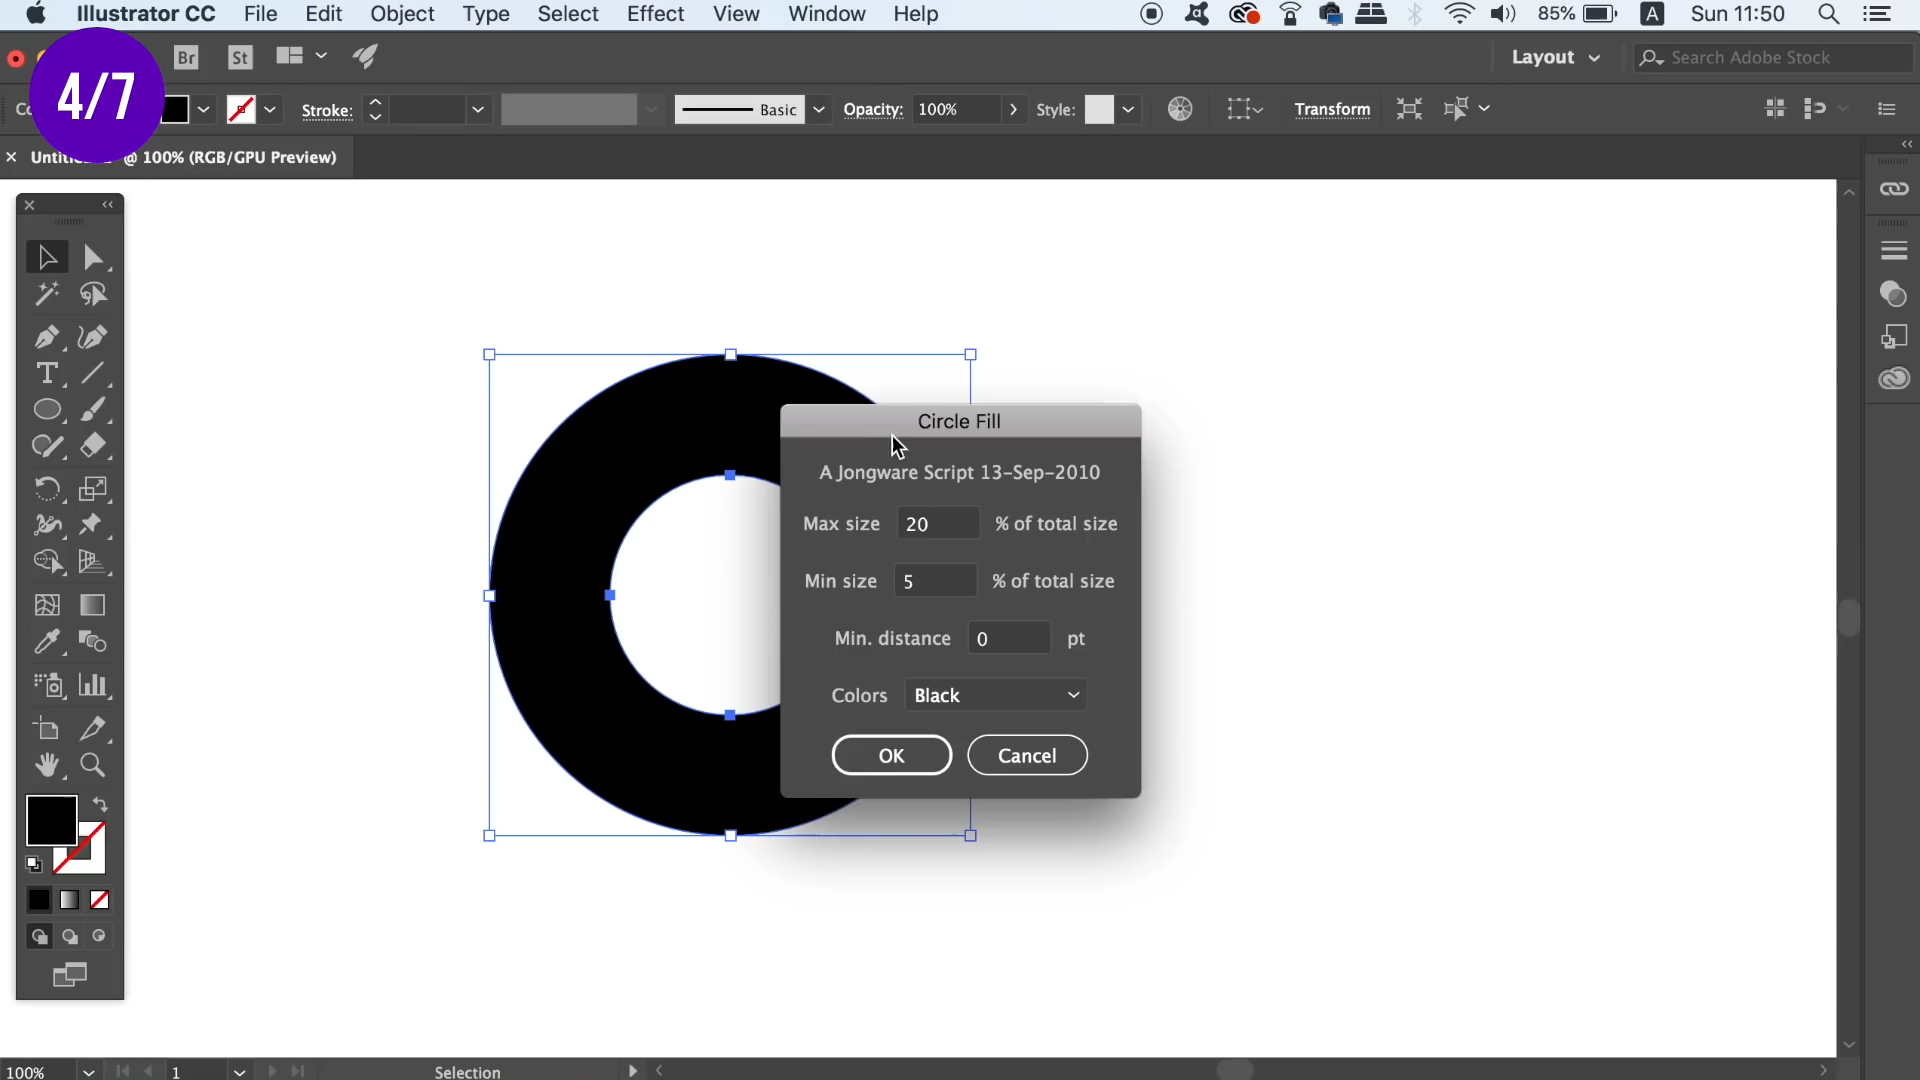 Illustrator CC File Edit Object Type Select Effect View Window Help 85% A Sun 11:50
4/7
Br St Layout Search Adobe Stock
Stroke: Basic Opacity: 100% Style: Transform
@ 100% (RGB/GPU Preview)
Circle Fill
A Jongware Script 13-Sep-2010
Max size 20 % of total size
Min size 5 % of total size
Min. distance 0 pt
Colors Black
OK Cancel
100% 1 Selection